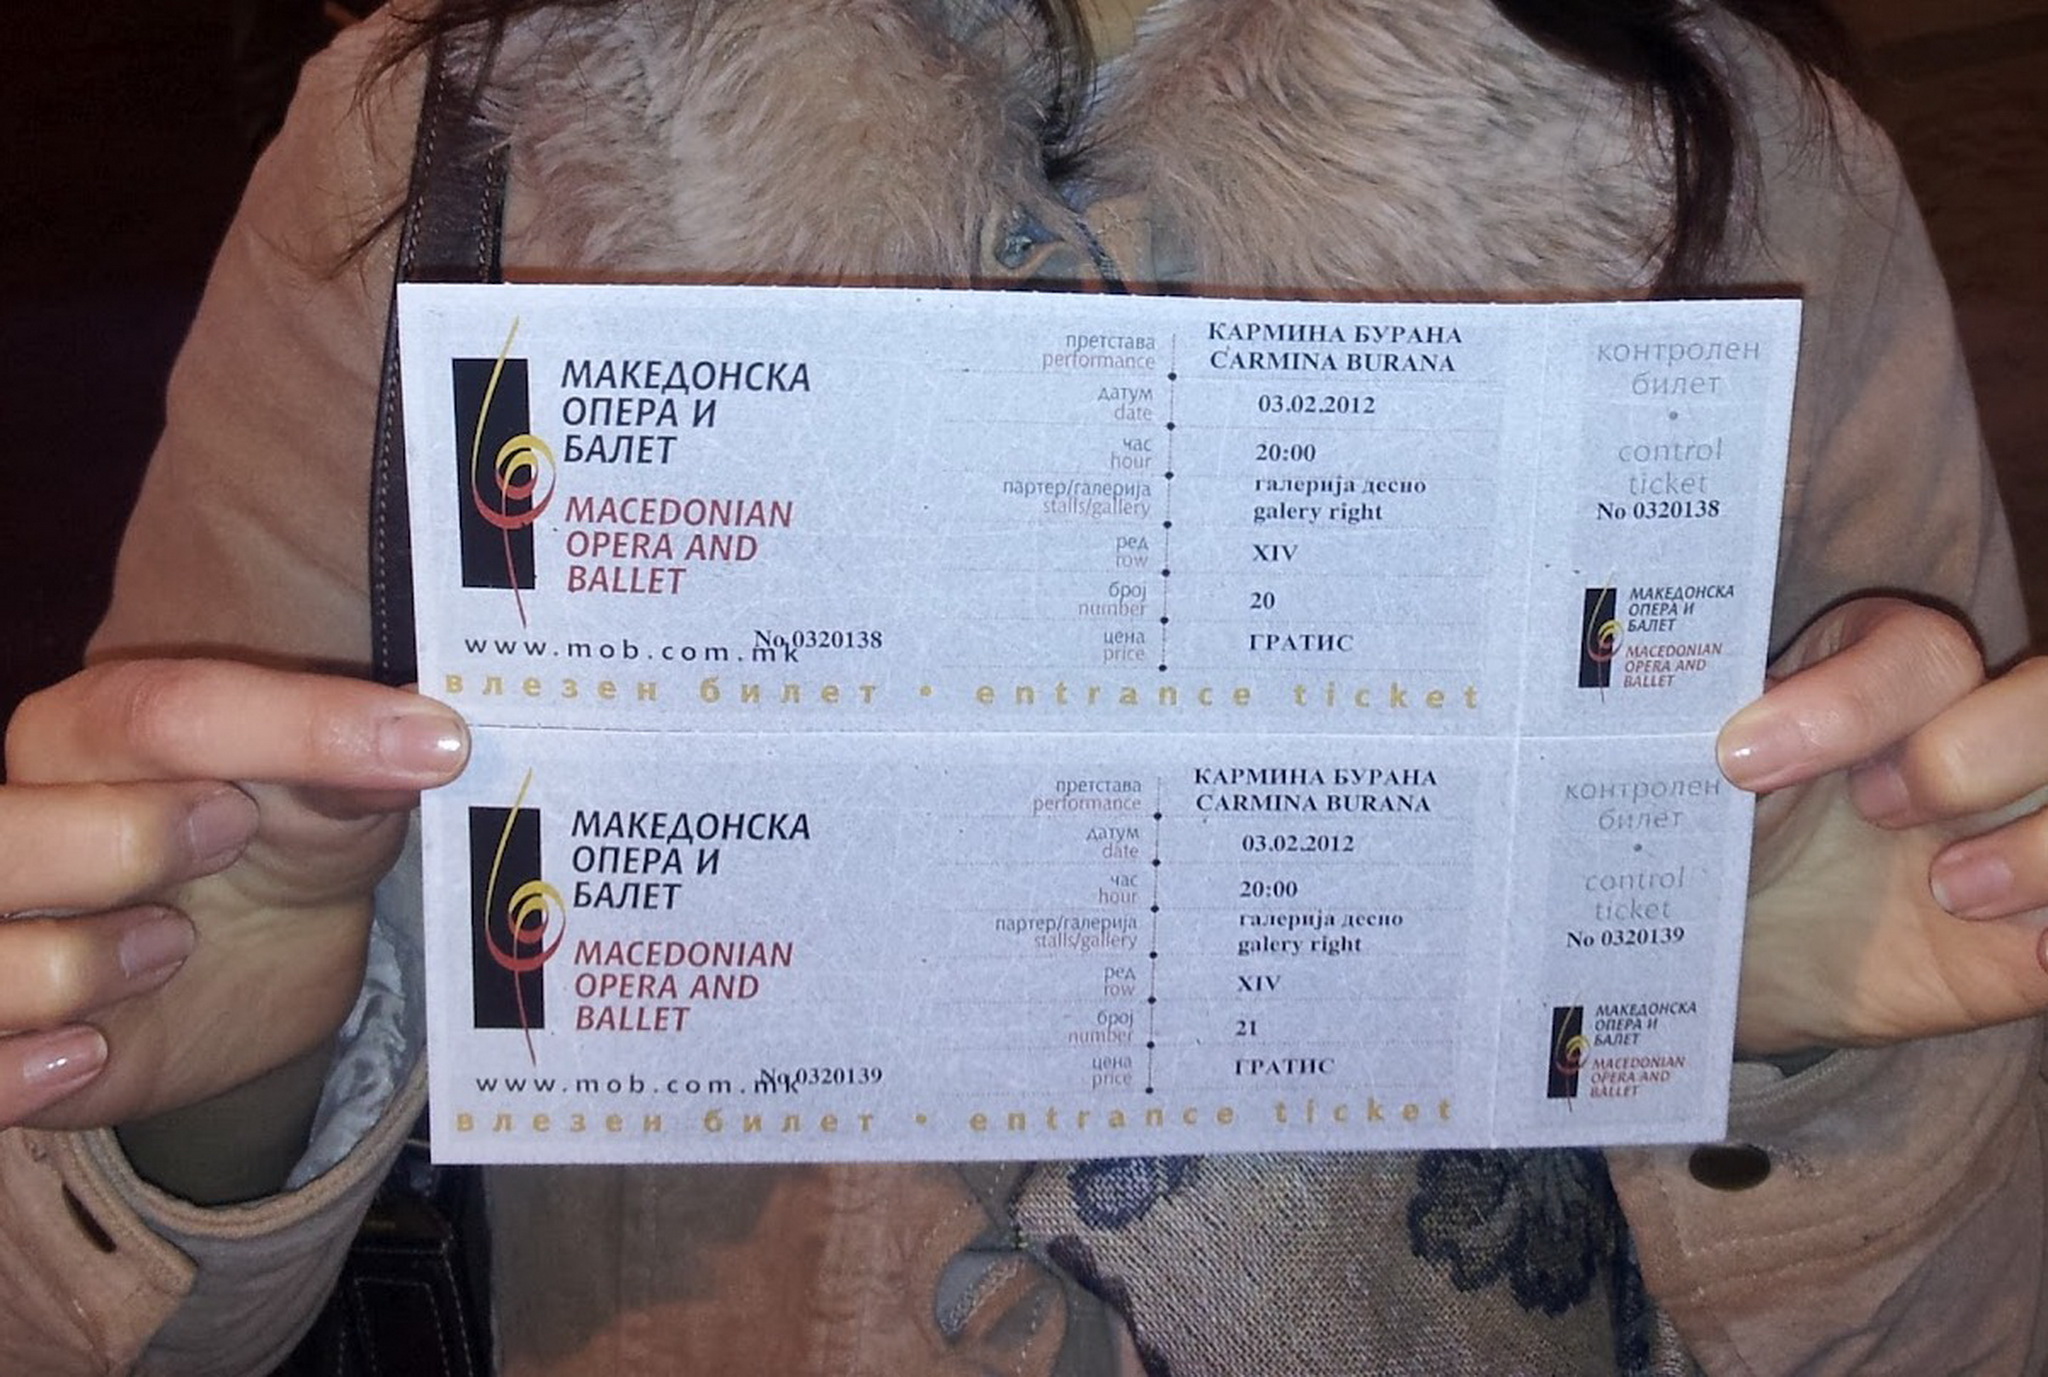 МАКЕДОНСКА
ОПЕРА И
БАЛЕТ
MACEDONIAN
OPERA AND
BALLET
www.mob.com.mk
No 0320138
претстава
performance
КАРМИНА БУРАНА
CARMINA BURANA
датум
date
03.02.2012
час
hour
20:00
партер/галерија
stalls/gallery
галерија десно
galery right
ред
row
XIV
број
number
20
цена
price
ГРАТИС
влезен билет • entrance ticket
контролен
билет
•
control
ticket
No 0320138
МАКЕДОНСКА
ОПЕРА И
БАЛЕТ
MACEDONIAN
OPERA AND
BALLET
МАКЕДОНСКА
ОПЕРА И
БАЛЕТ
MACEDONIAN
OPERA AND
BALLET
www.mob.com.mk
No 0320139
претстава
performance
КАРМИНА БУРАНА
CARMINA BURANA
датум
date
03.02.2012
час
hour
20:00
партер/галерија
stalls/gallery
галерија десно
galery right
ред
row
XIV
број
number
21
цена
price
ГРАТИС
влезен билет • entrance ticket
контролен
билет
•
control
ticket
No 0320139
МАКЕДОНСКА
ОПЕРА И
БАЛЕТ
MACEDONIAN
OPERA AND
BALLET